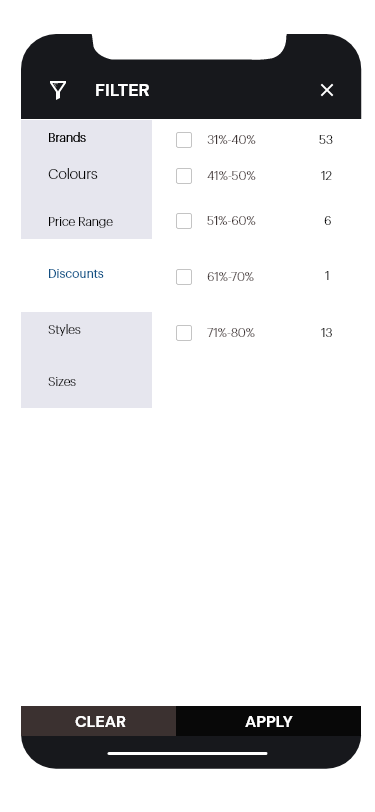 FILTER
Brands
31%-40% 53
Colours
41%-50% 12
Price Range
51%-60% 6
Discounts
61%-70% 1
Styles
71%-80% 13
Sizes
CLEAR APPLY